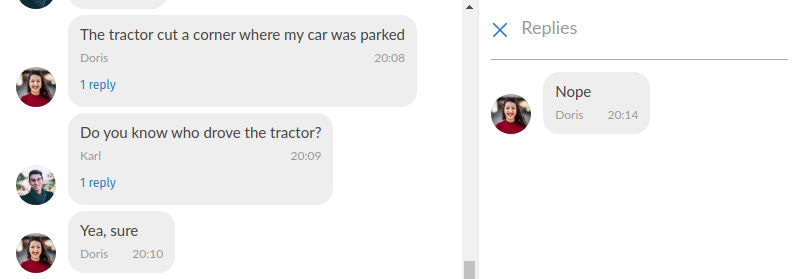 The tractor cut a corner where my car was parked
Doris 20:08
1 reply
Do you know who drove the tractor?
Karl 20:09
1 reply
Yea, sure
Doris 20:10
Replies
Nope
Doris 20:14